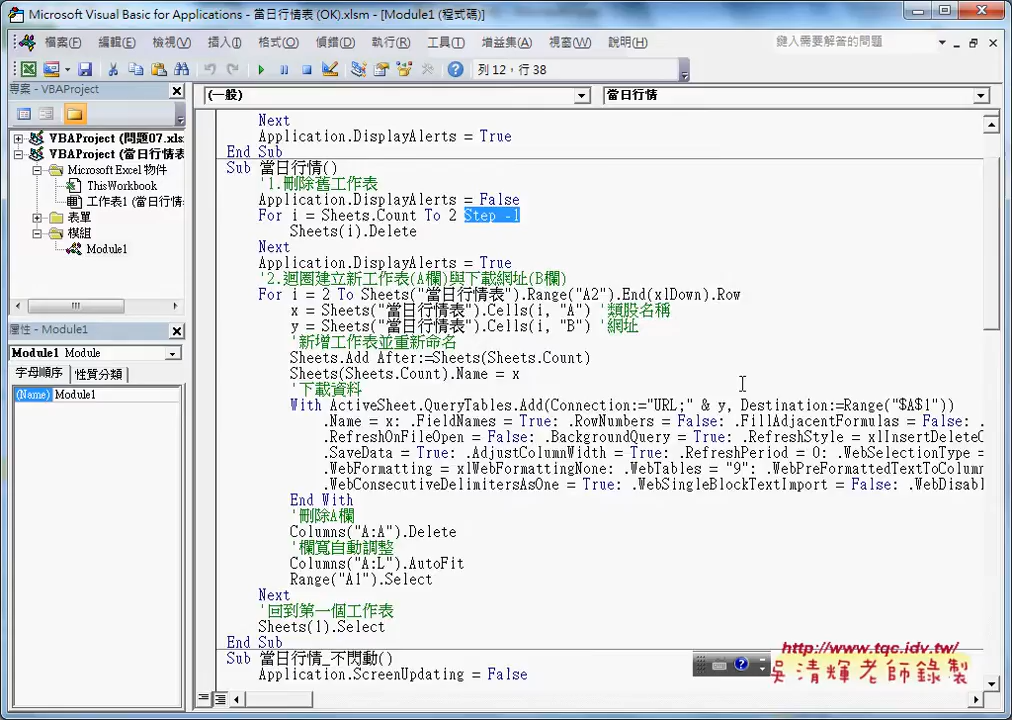 Microsoft Visual Basic for Applications - 當日行情表 (OK).xlsm - [Module1 (程式碼)]
檔案(F) 編輯(E) 檢視(V) 插入(I) 格式(O) 偵錯(D) 執行(R) 工具(T) 增益集(A) 視窗(W) 說明(H) 鍵入需要解答的問題
列 12，行 38
專案 - VBAProject
(一般) 當日行情
VBAProject (問題07.xls
VBAProject (當日行情表
Microsoft Excel 物件
ThisWorkbook
工作表1 (當日行情
表單
模組
Module1
屬性 - Module1
Module1 Module
字母順序 性質分類
(Name) Module1
Next
Application.DisplayAlerts = True
End Sub
Sub 當日行情()
'1.刪除舊工作表
Application.DisplayAlerts = False
For i = Sheets.Count To 2 Step -1
Sheets(i).Delete
Next
Application.DisplayAlerts = True
'2.迴圈建立新工作表(A欄)與下載網址(B欄)
For i = 2 To Sheets("當日行情表").Range("A2").End(xlDown).Row
x = Sheets("當日行情表").Cells(i, "A") '類股名稱
y = Sheets("當日行情表").Cells(i, "B") '網址
'新增工作表並重新命名
Sheets.Add After:=Sheets(Sheets.Count)
Sheets(Sheets.Count).Name = x
'下載資料
With ActiveSheet.QueryTables.Add(Connection:="URL;" & y, Destination:=Range("$A$1"))
.Name = x: .FieldNames = True: .RowNumbers = False: .FillAdjacentFormulas = False: .
.RefreshOnFileOpen = False: .BackgroundQuery = True: .RefreshStyle = xlInsertDeleteC
.SaveData = True: .AdjustColumnWidth = True: .RefreshPeriod = 0: .WebSelectionType =
.WebFormatting = xlWebFormattingNone: .WebTables = "9": .WebPreFormattedTextToColumn
.WebConsecutiveDelimitersAsOne = True: .WebSingleBlockTextImport = False: .WebDisabl
End With
'刪除A欄
Columns("A:A").Delete
'欄寬自動調整
Columns("A:L").AutoFit
Range("A1").Select
Next
'回到第一個工作表
Sheets(1).Select
End Sub
Sub 當日行情_不閃動()
Application.ScreenUpdating = False
http://www.tqc.idv.tw/
吳清輝老師錄製